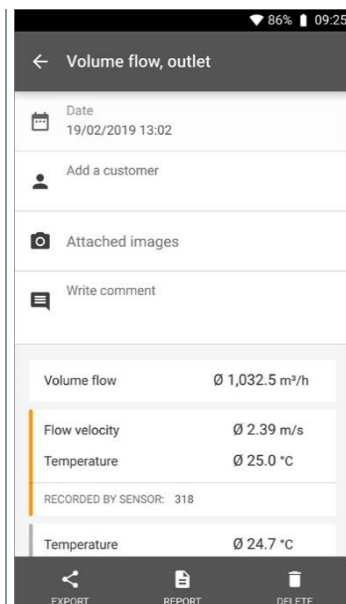 86% 09:25
Volume flow, outlet
Date
19/02/2019 13:02
Add a customer
Attached images
Write comment
Volume flow Ø 1,032.5 m³/h
Flow velocity Ø 2.39 m/s
Temperature Ø 25.0 °C
RECORDED BY SENSOR: 318
Temperature Ø 24.7 °C
EXPORT REPORT DELETE